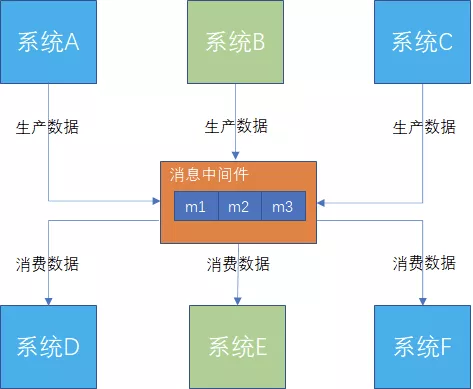 系统A
系统B
系统C
生产数据
生产数据
生产数据
消息中间件
m1 m2 m3
消费数据
消费数据
消费数据
系统D
系统E
系统F